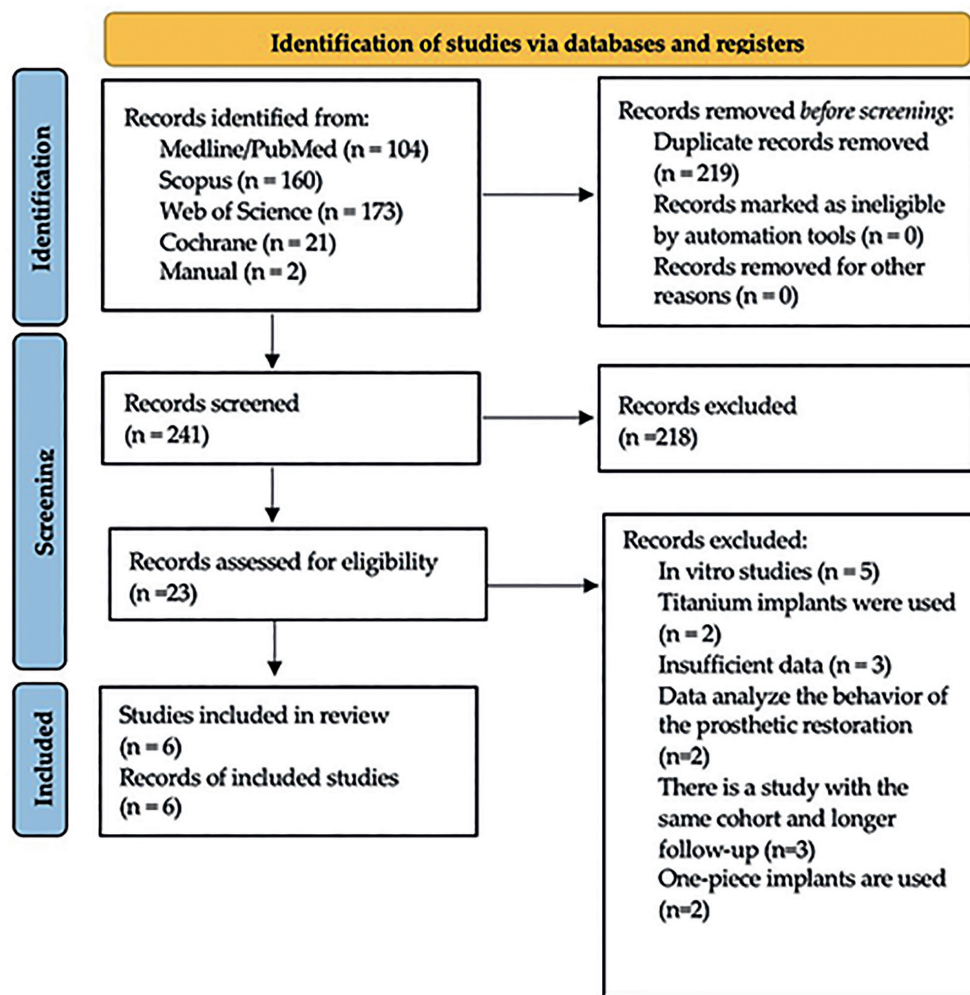 Identification of studies via databases and registers
Identification
Records identified from:
Medline/PubMed (n = 104)
Scopus (n = 160)
Web of Science (n = 173)
Cochrane (n = 21)
Manual (n = 2)
Records removed before screening:
Duplicate records removed
(n = 219)
Records marked as ineligible
by automation tools (n = 0)
Records removed for other
reasons (n = 0)
Screening
Records screened
(n = 241)
Records excluded
(n =218)
Records assessed for eligibility
(n =23)
Records excluded:
In vitro studies (n = 5)
Titanium implants were used
(n = 2)
Insufficient data (n = 3)
Data analyze the behavior of
the prosthetic restoration
(n=2)
There is a study with the
same cohort and longer
follow-up (n=3)
One-piece implants are used
(n=2)
Included
Studies included in review
(n = 6)
Records of included studies
(n = 6)